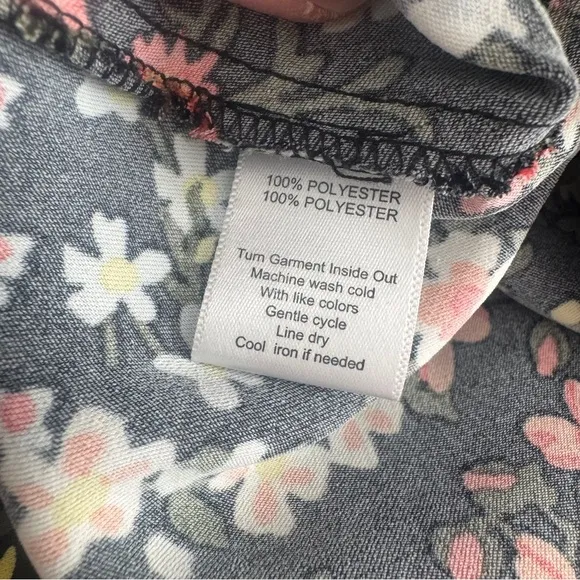 100% POLYESTER
100% POLYESTER
Turn Garment Inside Out
Machine wash cold
With like colors
Gentle cycle
Line dry
Cool iron if needed